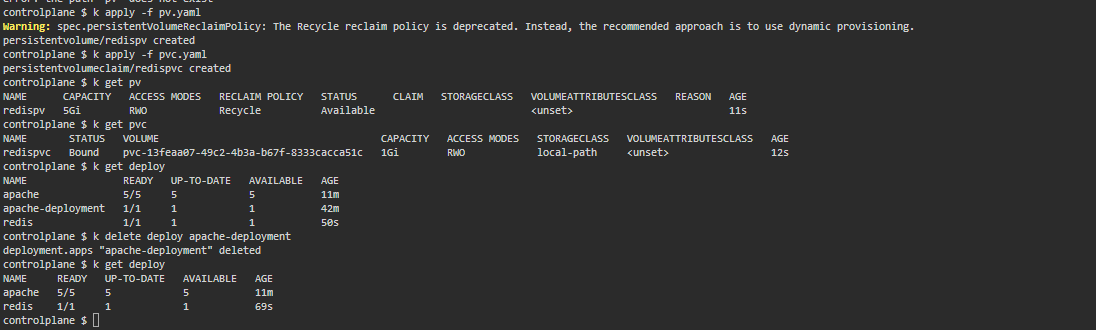 error: the path "pv" does not exist
controlplane $ k apply -f pv.yaml
Warning: spec.persistentVolumeReclaimPolicy: The Recycle reclaim policy is deprecated. Instead, the recommended approach is to use dynamic provisioning.
persistentvolume/redispv created
controlplane $ k apply -f pvc.yaml
persistentvolumeclaim/redispvc created
controlplane $ k get pv
NAME CAPACITY ACCESS MODES RECLAIM POLICY STATUS CLAIM STORAGECLASS VOLUMEATTRIBUTESCLASS REASON AGE
redispv 5Gi RWO Recycle Available <unset> 11s
controlplane $ k get pvc
NAME STATUS VOLUME CAPACITY ACCESS MODES STORAGECLASS VOLUMEATTRIBUTESCLASS AGE
redispvc Bound pvc-13feaa07-49c2-4b3a-b67f-8333cacca51c 1Gi RWO local-path <unset> 12s
controlplane $ k get deploy
NAME READY UP-TO-DATE AVAILABLE AGE
apache 5/5 5 5 11m
apache-deployment 1/1 1 1 42m
redis 1/1 1 1 50s
controlplane $ k delete deploy apache-deployment
deployment.apps "apache-deployment" deleted
controlplane $ k get deploy
NAME READY UP-TO-DATE AVAILABLE AGE
apache 5/5 5 5 11m
redis 1/1 1 1 69s
controlplane $